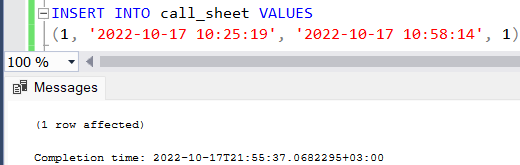 INSERT INTO call_sheet VALUES
(1, '2022-10-17 10:25:19', '2022-10-17 10:58:14', 1)
100 %
Messages
(1 row affected)
Completion time: 2022-10-17T21:55:37.0682295+03:00